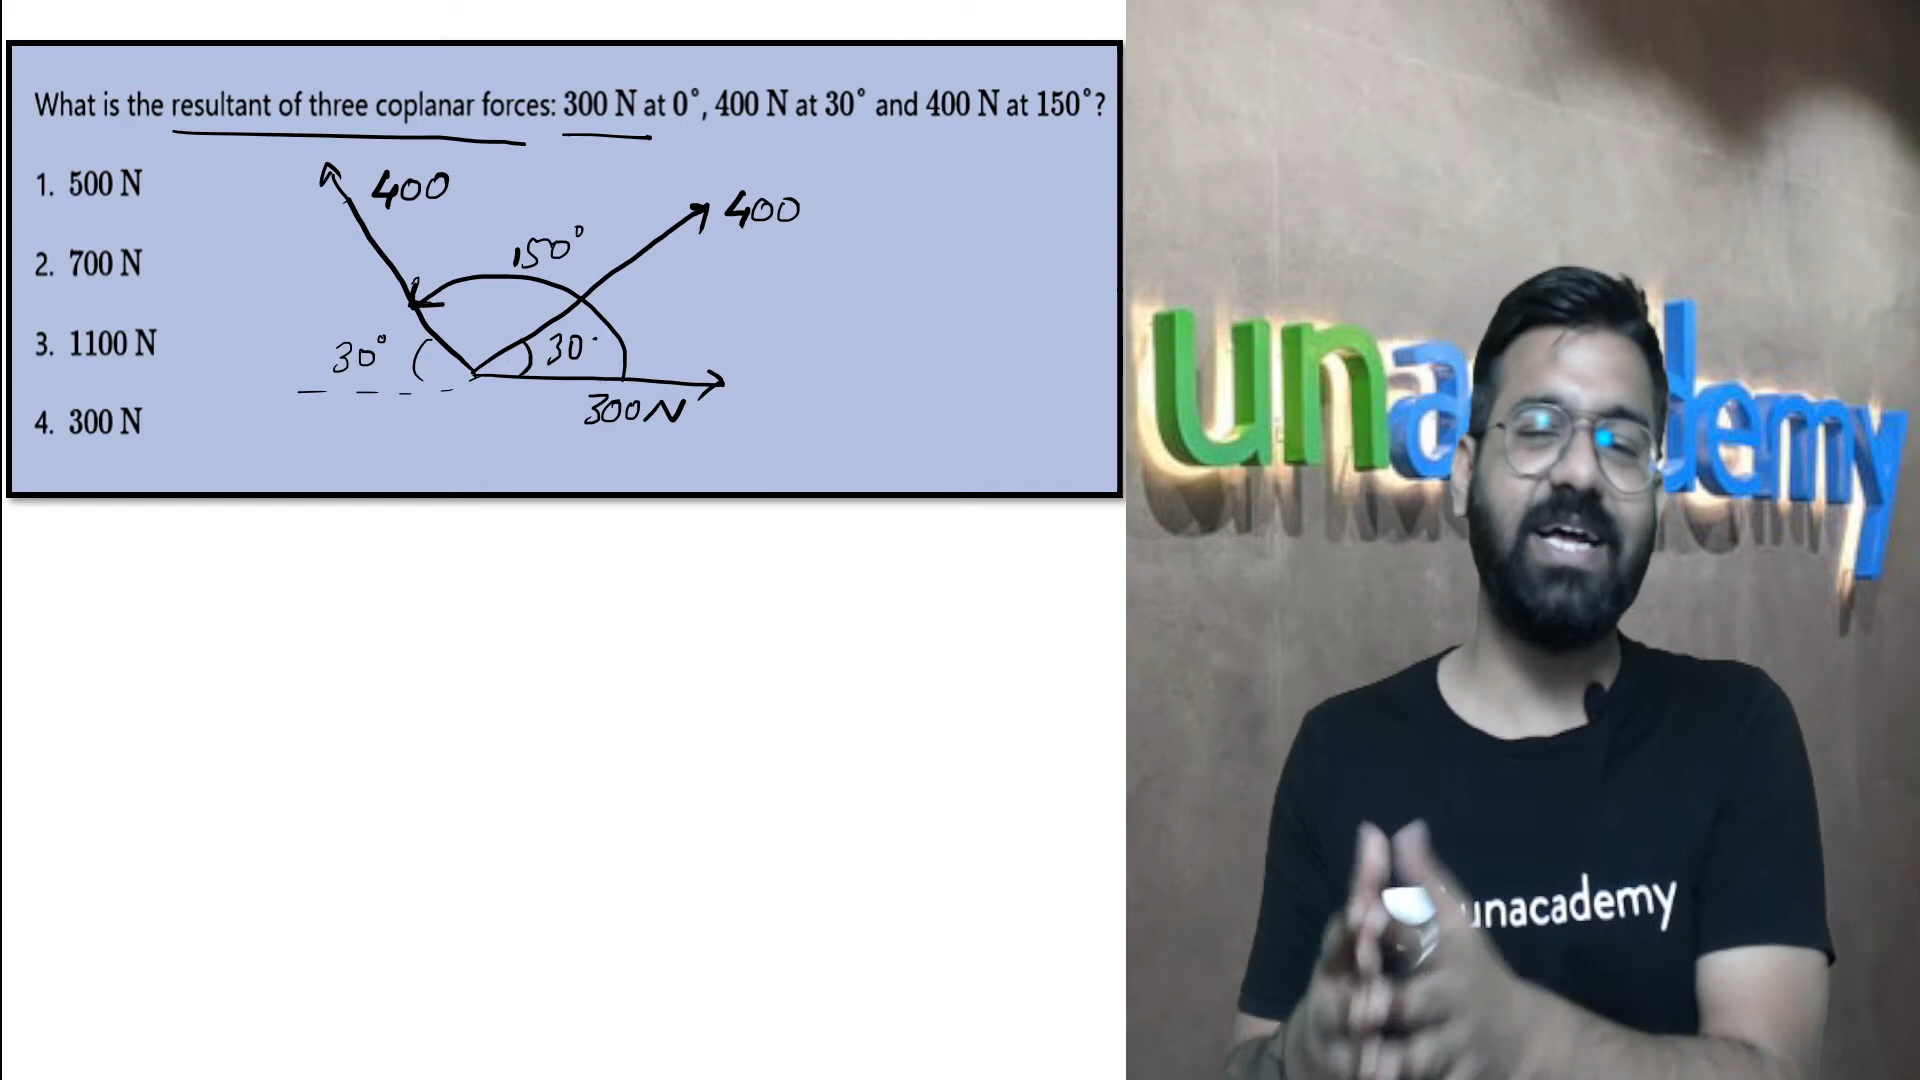 What is the resultant of three coplanar forces: 300 N at 0°, 400 N at 30° and 400 N at 150°?
1. 500 N
2. 700 N
3. 1100 N
4. 300 N
400
400
150°
30°
30°
300N
unacademy
unacademy